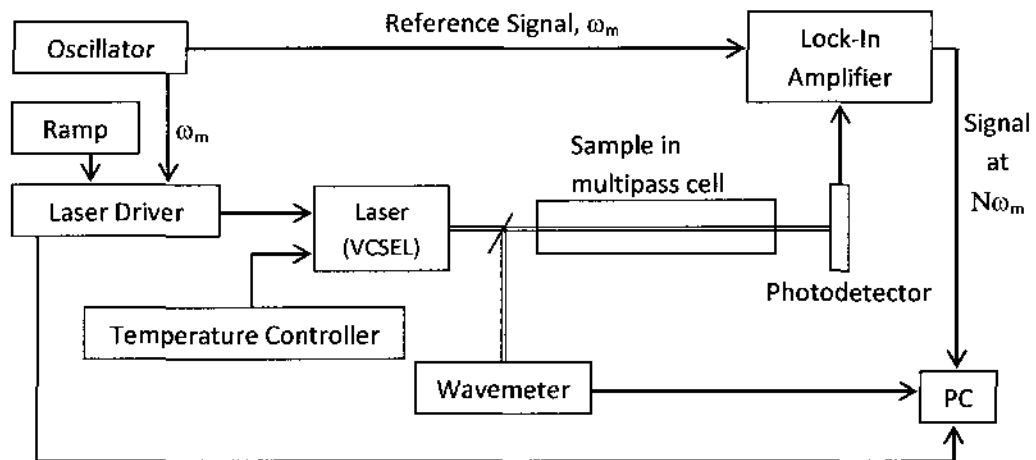 Reference Signal, ωm
Oscillator
Lock-In
Amplifier
Ramp
ωm
Signal
at
Nωm
Sample in
multipass cell
Laser Driver
Laser
(VCSEL)
Photodetector
Temperature Controller
Wavemeter
PC